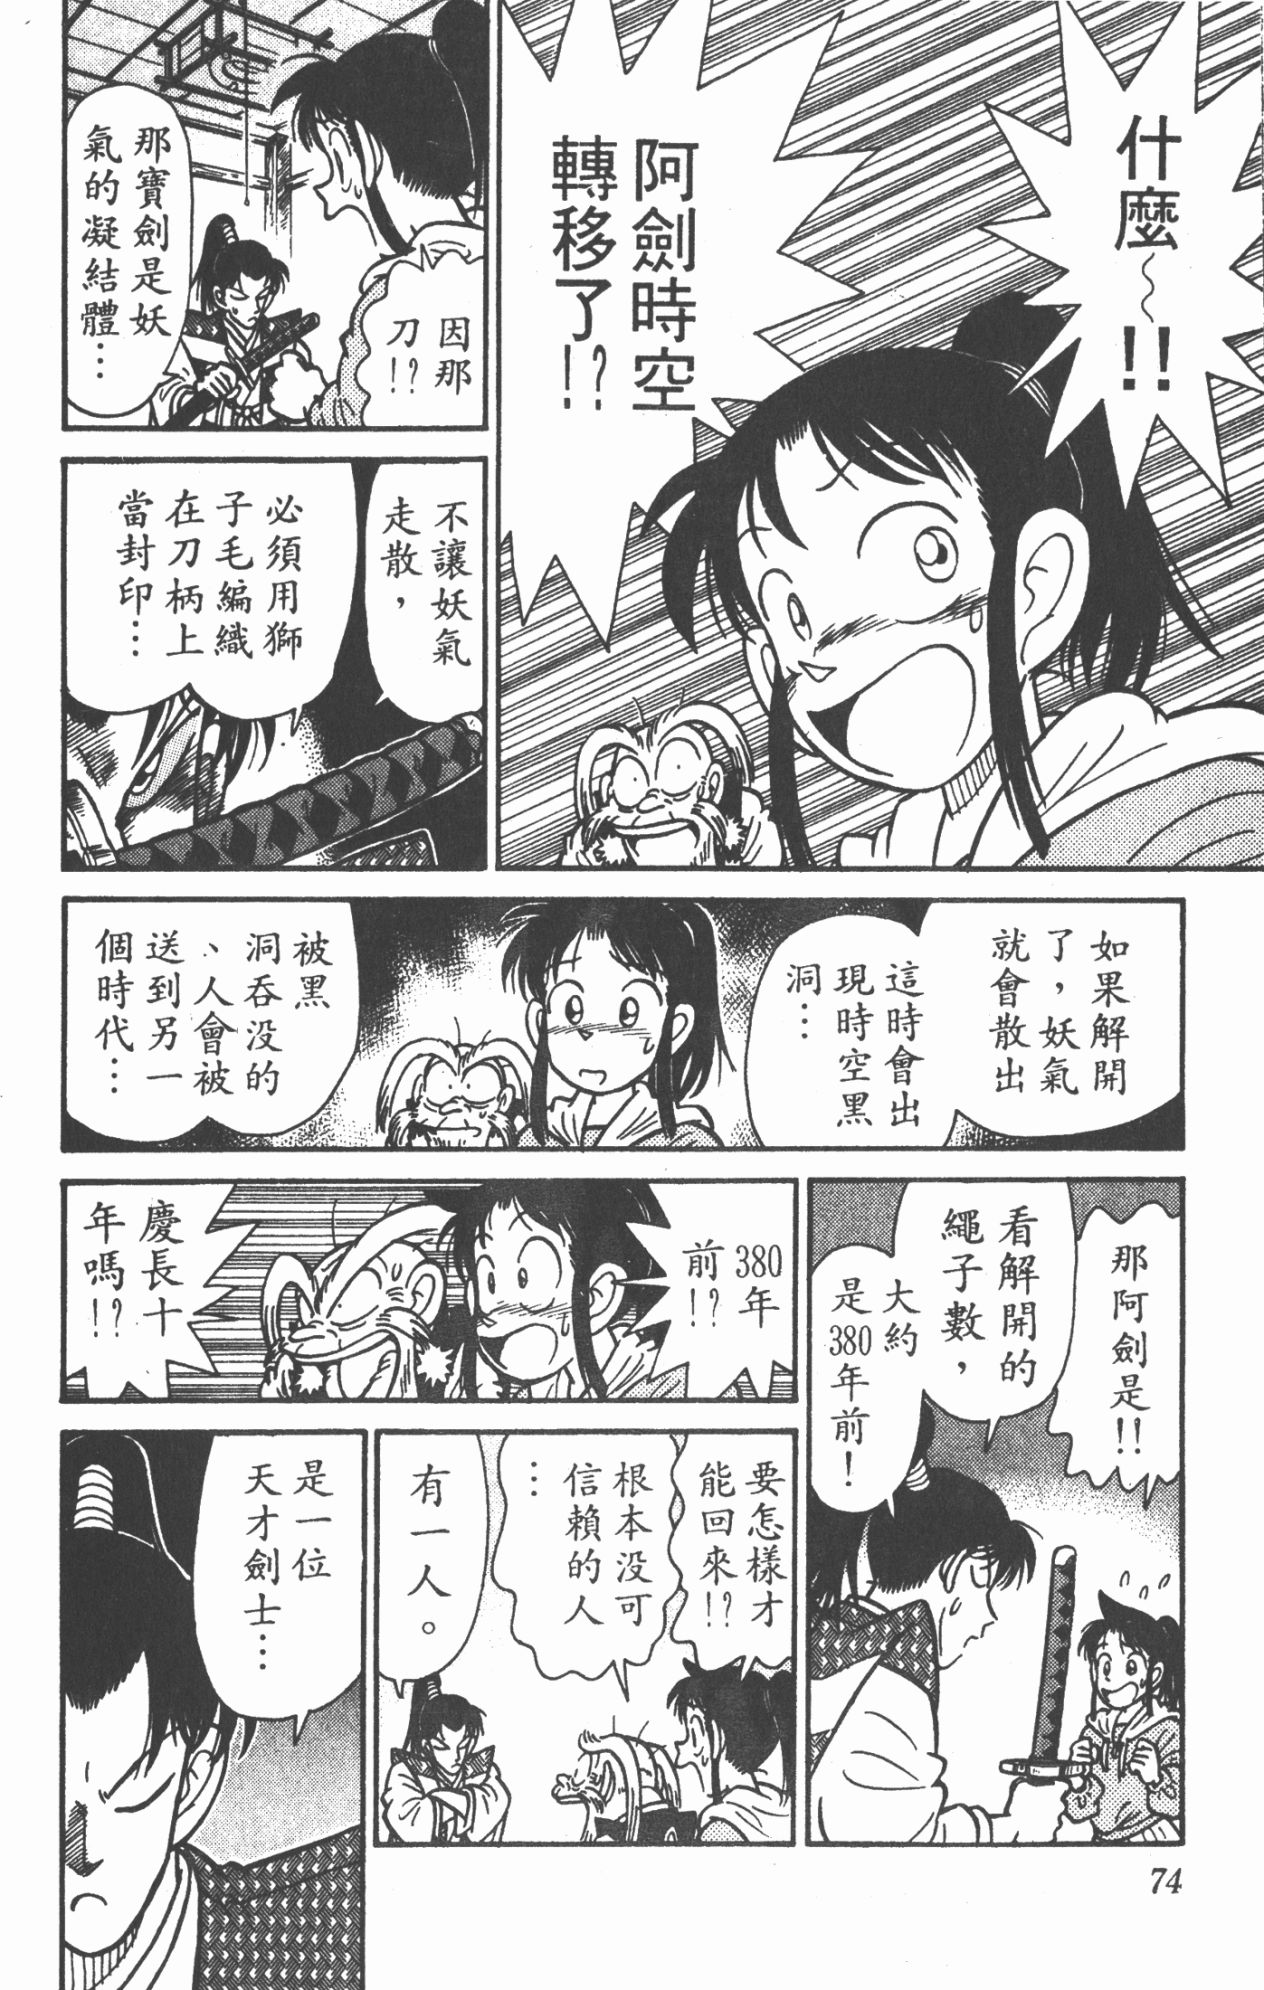 什麼～!!
阿劍時空
轉移了!?
因那
刀!?
那寶劍是妖
氣的凝結體…
不讓妖氣
走散，
必須用獅
子毛編織
在刀柄上
當封印…
如果解開
了，妖氣
就會散出
這時會出
現時空黑
洞…
被黑
洞吞没的
、人會被
送到另一
個時代…
那阿劍是!!
看解開的
繩子數，
大約
是380年前！
380年
前!?
慶長十
年嗎!?
要怎樣才
能回來!?
根本没可
信賴的人
…
有一人。
是一位
天才劍士…
74